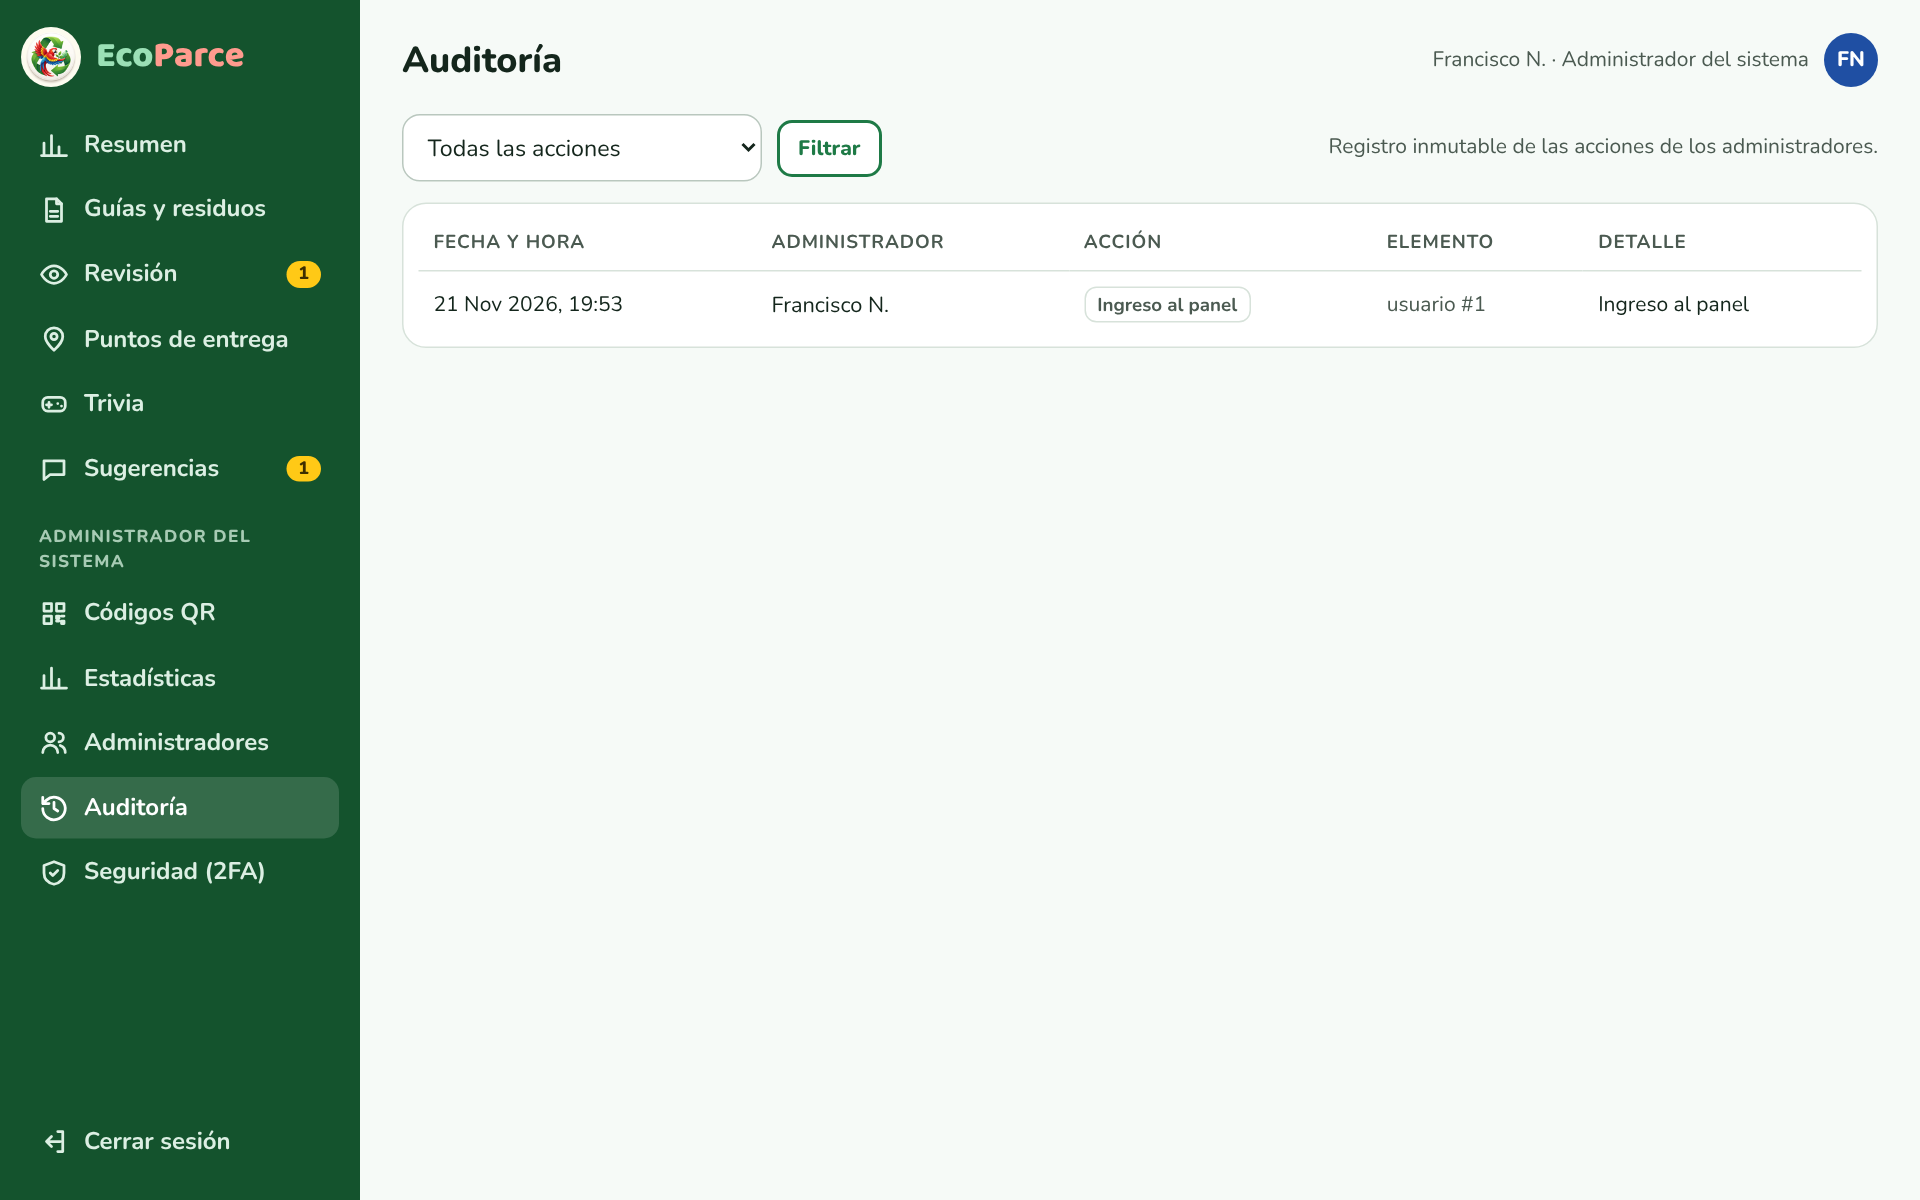 EcoParce
Resumen
Guías y residuos
Revisión 1
Puntos de entrega
Trivia
Sugerencias 1
ADMINISTRADOR DEL
SISTEMA
Códigos QR
Estadísticas
Administradores
Auditoría
Seguridad (2FA)
Cerrar sesión
Auditoría
Francisco N. · Administrador del sistema FN
Todas las acciones Filtrar
Registro inmutable de las acciones de los administradores.
FECHA Y HORA ADMINISTRADOR ACCIÓN ELEMENTO DETALLE
21 Nov 2026, 19:53 Francisco N. Ingreso al panel usuario #1 Ingreso al panel